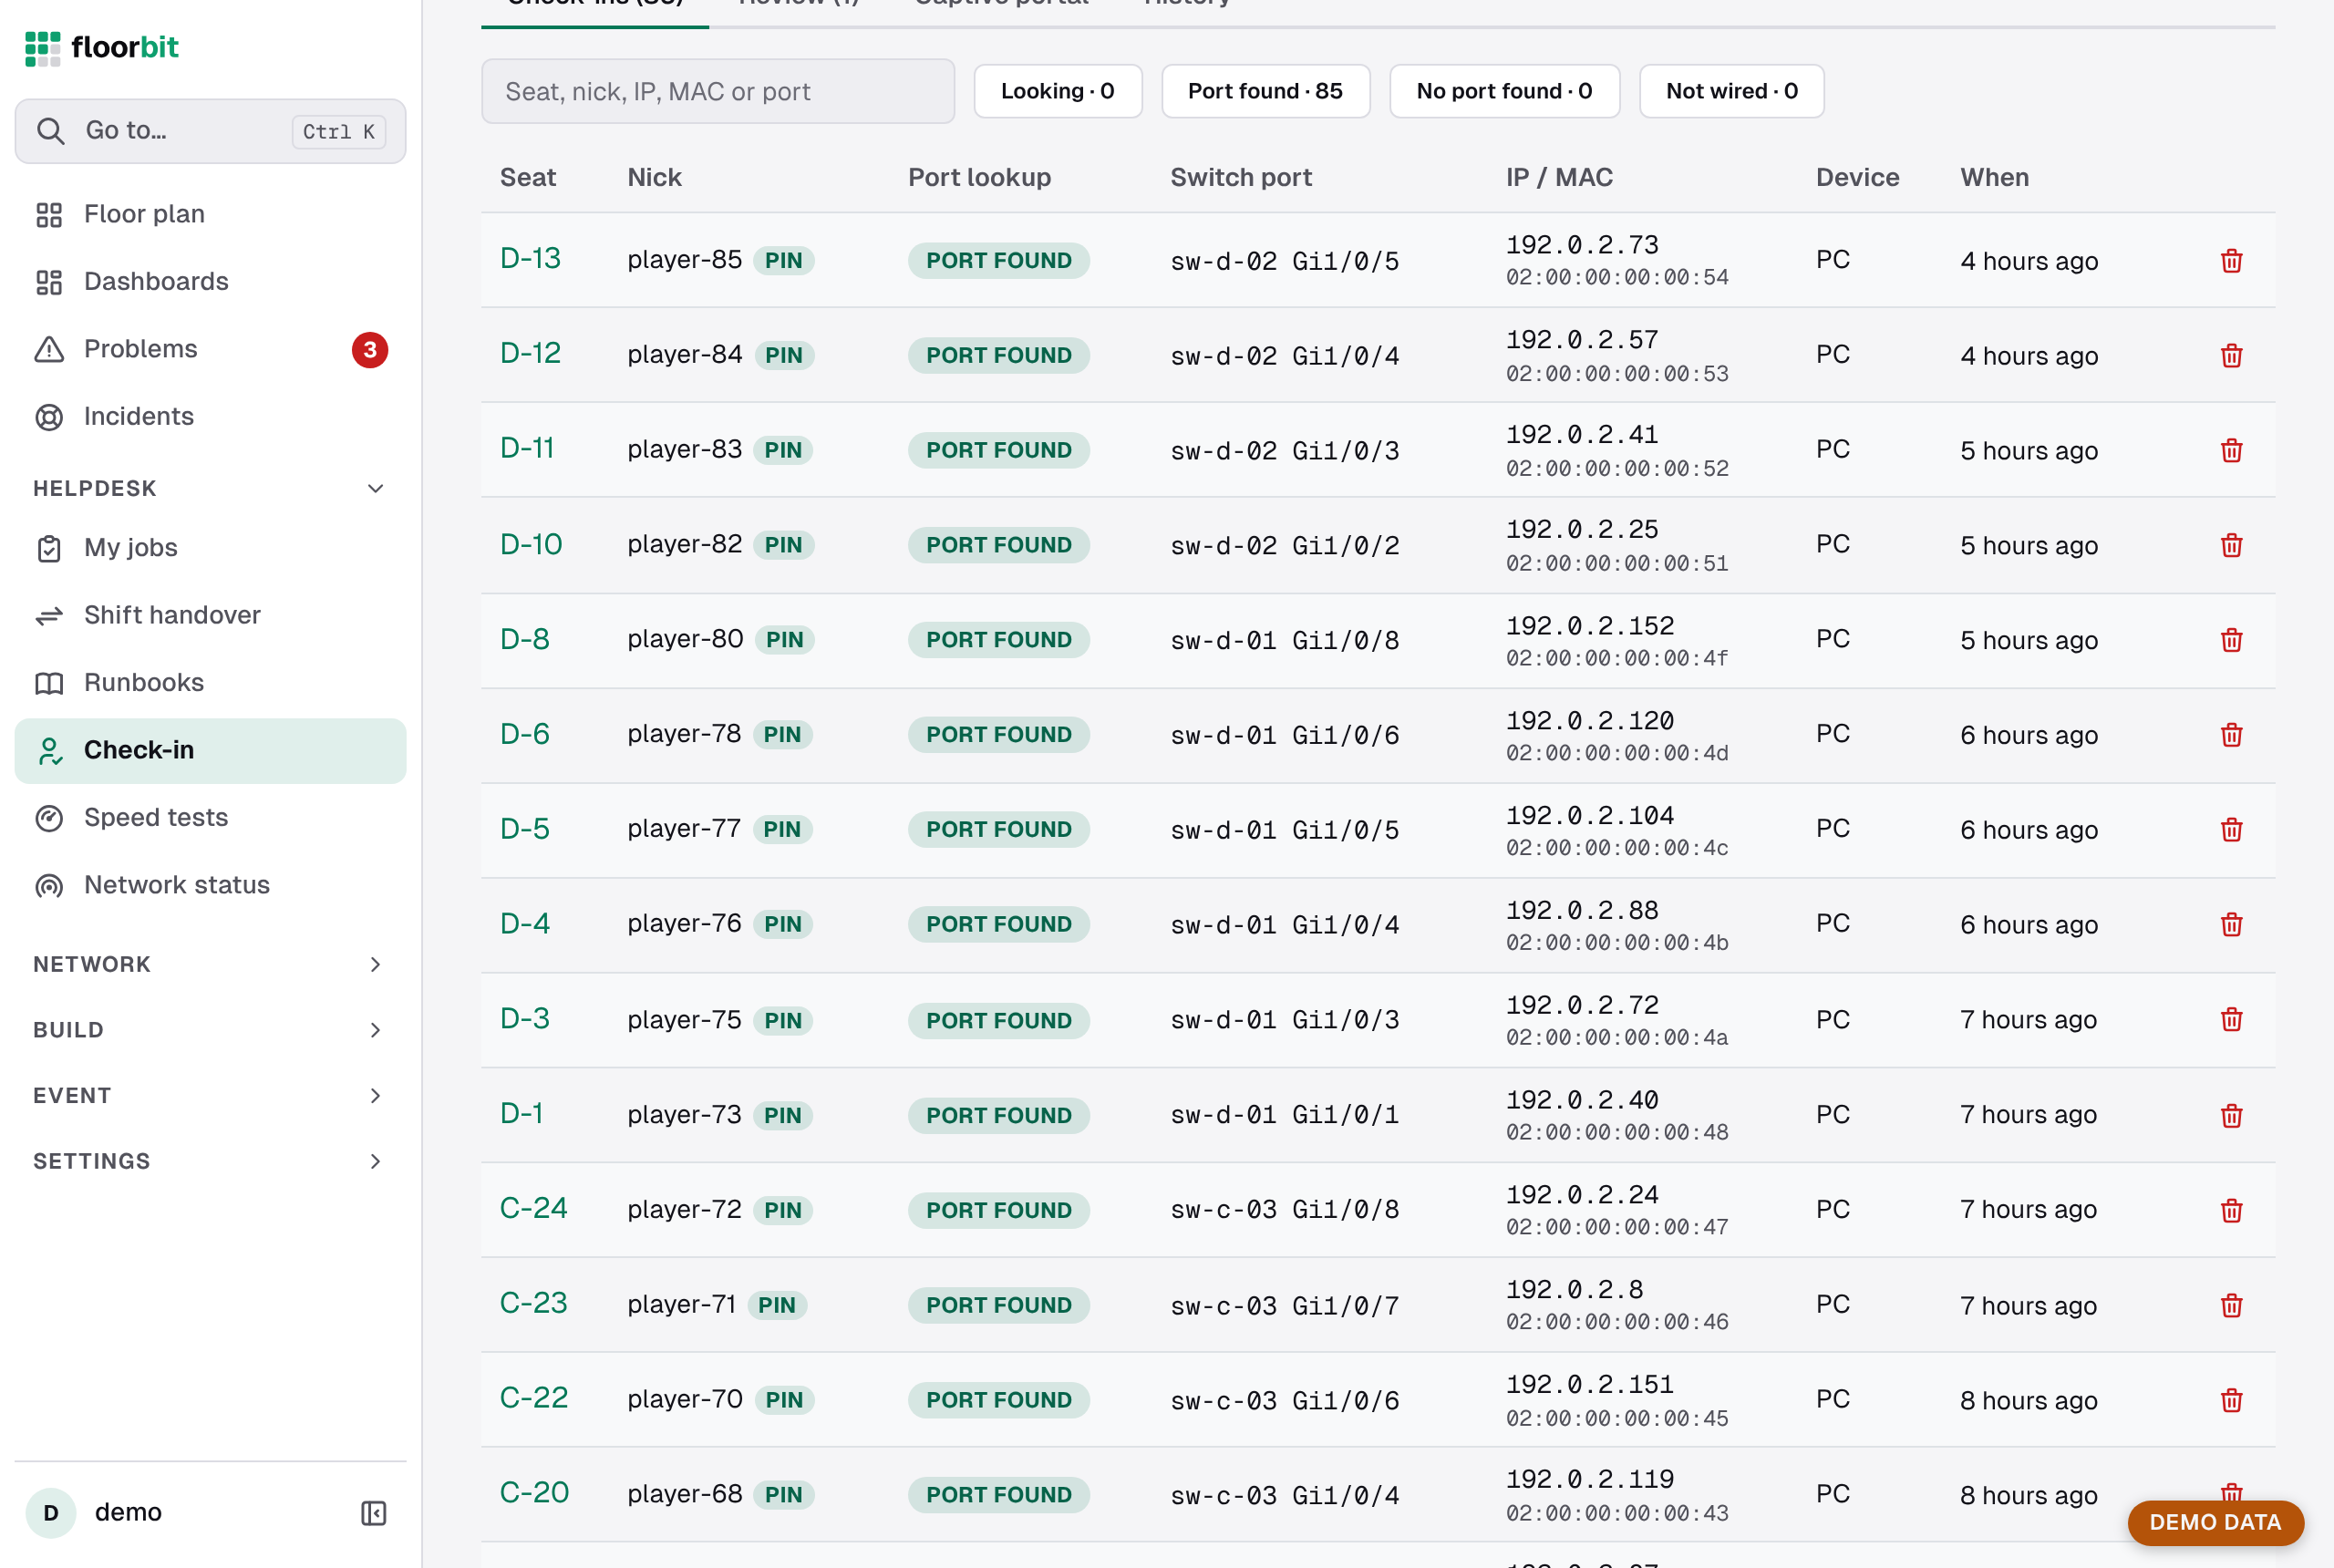 floorbit
Go to...
Ctrl K
Floor plan
Dashboards
Problems
3
Incidents
HELPDESK
My jobs
Shift handover
Runbooks
Check-in
Speed tests
Network status
NETWORK
BUILD
EVENT
SETTINGS
D
demo
Seat, nick, IP, MAC or port
Looking · 0
Port found · 85
No port found · 0
Not wired · 0
Seat Nick Port lookup Switch port IP / MAC Device When
D-13 player-85 PIN PORT FOUND sw-d-02 Gi1/0/5 192.0.2.73 PC 4 hours ago
02:00:00:00:00:54
D-12 player-84 PIN PORT FOUND sw-d-02 Gi1/0/4 192.0.2.57 PC 4 hours ago
02:00:00:00:00:53
D-11 player-83 PIN PORT FOUND sw-d-02 Gi1/0/3 192.0.2.41 PC 5 hours ago
02:00:00:00:00:52
D-10 player-82 PIN PORT FOUND sw-d-02 Gi1/0/2 192.0.2.25 PC 5 hours ago
02:00:00:00:00:51
D-8 player-80 PIN PORT FOUND sw-d-01 Gi1/0/8 192.0.2.152 PC 5 hours ago
02:00:00:00:00:4f
D-6 player-78 PIN PORT FOUND sw-d-01 Gi1/0/6 192.0.2.120 PC 6 hours ago
02:00:00:00:00:4d
D-5 player-77 PIN PORT FOUND sw-d-01 Gi1/0/5 192.0.2.104 PC 6 hours ago
02:00:00:00:00:4c
D-4 player-76 PIN PORT FOUND sw-d-01 Gi1/0/4 192.0.2.88 PC 6 hours ago
02:00:00:00:00:4b
D-3 player-75 PIN PORT FOUND sw-d-01 Gi1/0/3 192.0.2.72 PC 7 hours ago
02:00:00:00:00:4a
D-1 player-73 PIN PORT FOUND sw-d-01 Gi1/0/1 192.0.2.40 PC 7 hours ago
02:00:00:00:00:48
C-24 player-72 PIN PORT FOUND sw-c-03 Gi1/0/8 192.0.2.24 PC 7 hours ago
02:00:00:00:00:47
C-23 player-71 PIN PORT FOUND sw-c-03 Gi1/0/7 192.0.2.8 PC 7 hours ago
02:00:00:00:00:46
C-22 player-70 PIN PORT FOUND sw-c-03 Gi1/0/6 192.0.2.151 PC 8 hours ago
02:00:00:00:00:45
C-20 player-68 PIN PORT FOUND sw-c-03 Gi1/0/4 192.0.2.119 PC 8 hours ago
02:00:00:00:00:43
DEMO DATA